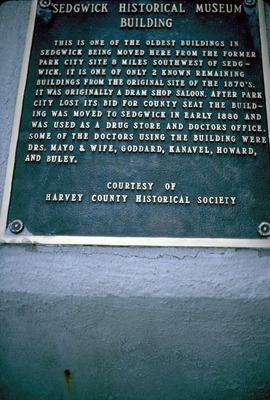 SEDGWICK HISTORICAL MUSEUM
BUILDING
THIS IS ONE OF THE OLDEST BUILDINGS IN
SEDGWICK BEING MOVED HERE FROM THE FORMER
PARK CITY SITE 8 MILES SOUTHWEST OF SEDG-
WICK. IT IS ONE OF ONLY 2 KNOWN REMAINING
BUILDINGS FROM THE ORIGINAL SITE OF THE 1870'S.
IT WAS ORIGINALLY A DRAM SHOP SALOON. AFTER PARK
CITY LOST ITS BID FOR COUNTY SEAT THE BUILD-
ING WAS MOVED TO SEDGWICK IN EARLY 1880 AND
WAS USED AS A DRUG STORE AND DOCTORS OFFICE.
SOME OF THE DOCTORS USING THE BUILDING WERE
DRS. MAYO & WIFE, GODDARD, KANAVEL, HOWARD,
AND BULEY.
COURTESY OF
HARVEY COUNTY HISTORICAL SOCIETY